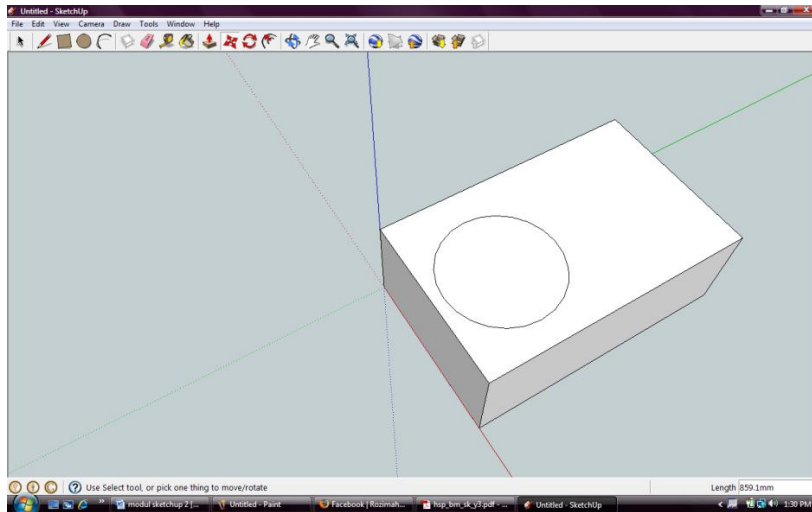 Untitled - SketchUp
File Edit View Camera Draw Tools Window Help
Use Select tool, or pick one thing to move/rotate
Length 859.1mm
modul sketchup 2 [...
Untitled - Paint
Facebook | Rozimah...
hsp_bm_sk_y3.pdf - ...
Untitled - SketchUp
1:30 PM